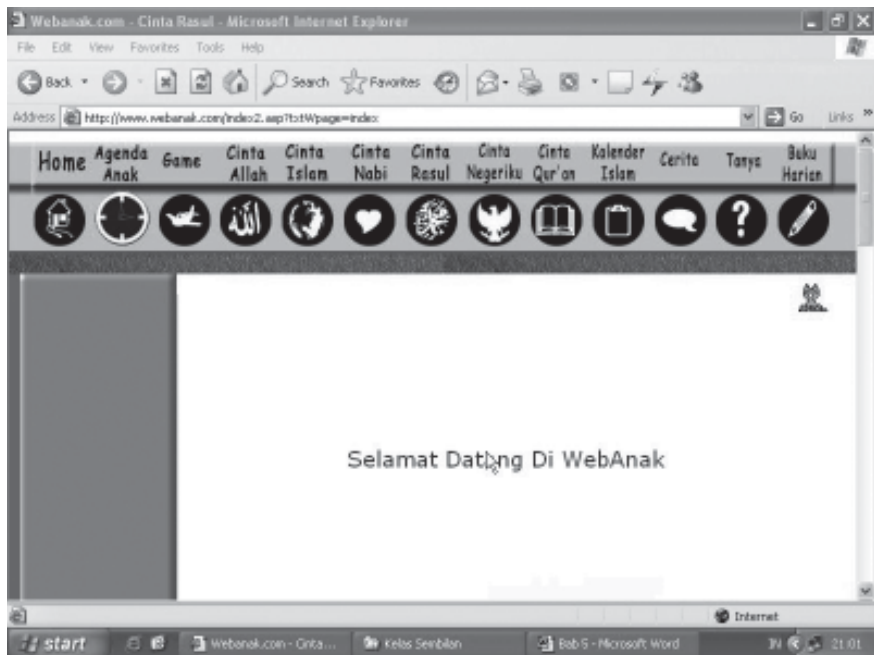 Webanak.com - Cinta Rasul - Microsoft Internet Explorer
File Edit View Favorites Tools Help
Back Search Favorites
Address http://www.webanak.com/index2.asp?txtWpage=index Go Links »
Home Agenda Anak Game Cinta Allah Cinta Islam Cinta Nabi Cinta Rasul Cinta Negeriku Cinta Qur'an Kalender Islam Cerita Tanya Buku Harian
الله
?
Selamat Datang Di WebAnak
Internet
start Webanak.com - Cinta... Kelas Sembilan Bab 5 - Microsoft Word IN 21:01